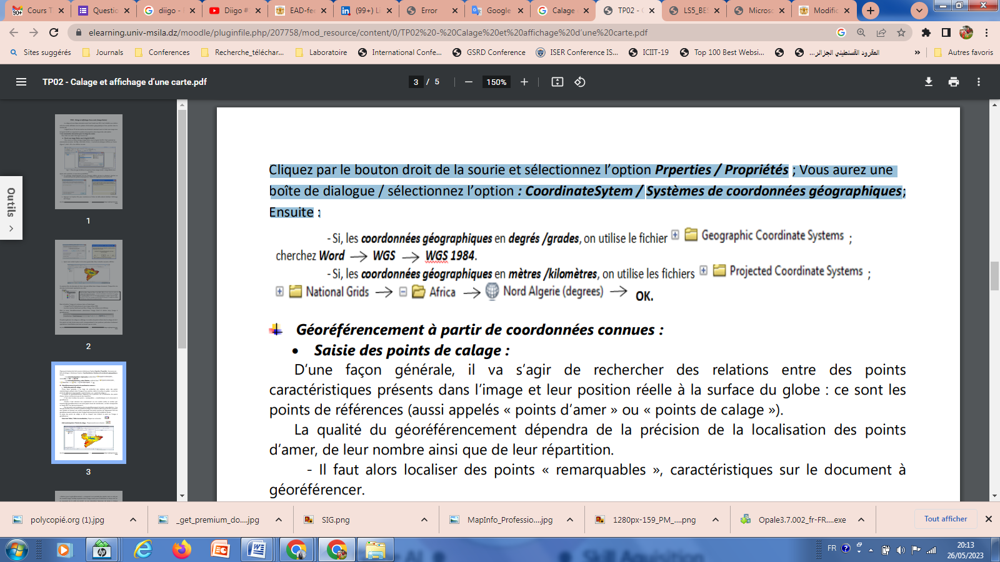 Cours T
Questio
diigo - 
Diigo #
EAD-fee
(99+) Li
Error
Google
Calage
TP02 - C
LS5_BES
Microsc
Modific
elearning.univ-msila.dz/moodle/pluginfile.php/207758/mod_resource/content/0/TP02%20-%20Calage%20et%20affichage%20d’une%20carte.pdf
Sites suggérés Journals Conferences Recherche_téléchar... Laboratoire International Confe... GSRD Conference ISER Conference IS... ICIIT-19 Top 100 Best Websi... المقرود القسنطيني الجزائر... » Autres favoris
TP02 - Calage et affichage d’une carte.pdf 3 / 5 — 150% +
Outils
1
2
3
Cliquez par le bouton droit de la sourie et sélectionnez l’option Prperties / Propriétés ; Vous aurez une
boîte de dialogue / sélectionnez l’option : CoordinateSytem / Systèmes de coordonnées géographiques;
Ensuite :
- Si, les coordonnées géographiques en degrés /grades, on utilise le fichier Geographic Coordinate Systems ;
cherchez Word → WGS → WGS 1984.
- Si, les coordonnées géographiques en mètres /kilomètres, on utilise les fichiers Projected Coordinate Systems ;
National Grids → Africa → Nord Algerie (degrees) → OK.
Géoréférencement à partir de coordonnées connues :
• Saisie des points de calage :
D’une façon générale, il va s’agir de rechercher des relations entre des points
caractéristiques présents dans l’image et leur position réelle à la surface du globe : ce sont les
points de références (aussi appelés « points d’amer » ou « points de calage »).
La qualité du géoréférencement dépendra de la précision de la localisation des points
d’amer, de leur nombre ainsi que de leur répartition.
- Il faut alors localiser des points « remarquables », caractéristiques sur le document à
géoréférencer.
polycopié.org (1).jpg _get_premium_do....jpg SIG.png MapInfo_Professio....jpg 1280px-159_PM_....png Opale3.7.002_fr-FR....exe Tout afficher
FR 20:13
26/05/2023